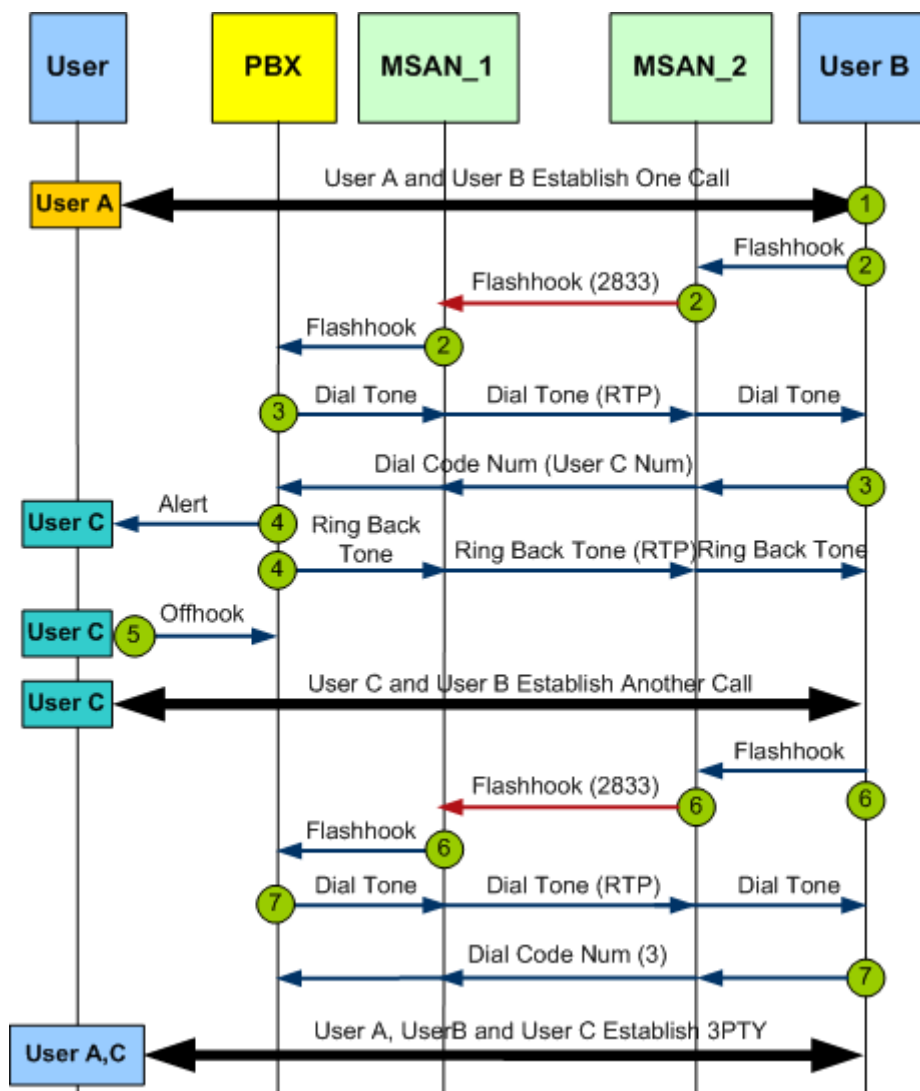 User
PBX
MSAN_1
MSAN_2
User B
User A and User B Establish One Call
User A
1
Flashhook
2
Flashhook (2833)
2
Flashhook
2
3
Dial Tone
Dial Tone (RTP)
Dial Tone
Dial Code Num (User C Num)
3
User C
Alert
4
Ring Back
Tone
4
Ring Back Tone (RTP)
Ring Back Tone
User C
5
Offhook
User C
User C and User B Establish Another Call
Flashhook
6
Flashhook (2833)
6
Flashhook
6
7
Dial Tone
Dial Tone (RTP)
Dial Tone
Dial Code Num (3)
7
User A,C
User A, UserB and User C Establish 3PTY